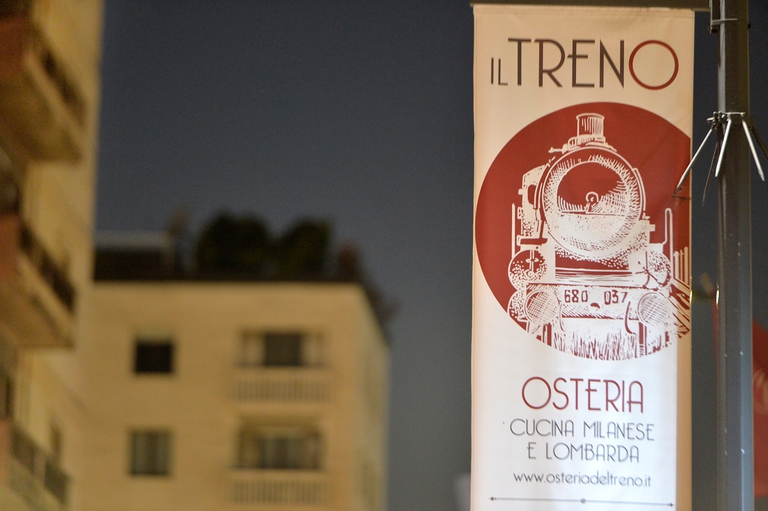 IL TRENO
680 037
OSTERIA
CUCINA MILANESE
E LOMBARDA
www.osteriadeltreno.it